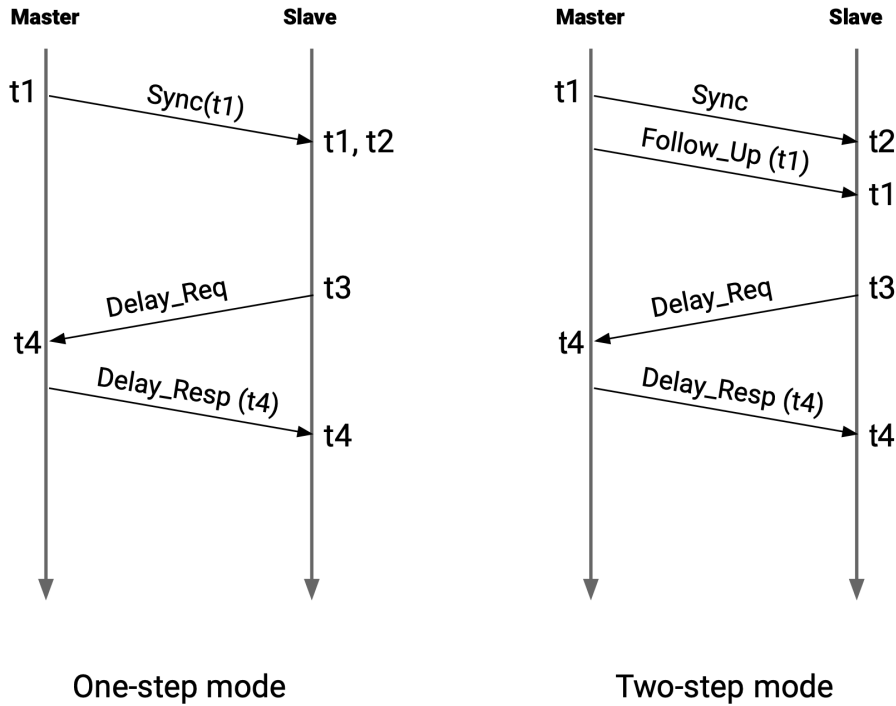 Master
Slave
t1
Sync(t1)
t1, t2
t3
Delay_Req
t4
Delay_Resp (t4)
t4
One-step mode
Master
Slave
t1
Sync
t2
Follow_Up (t1)
t1
t3
Delay_Req
t4
Delay_Resp (t4)
t4
Two-step mode